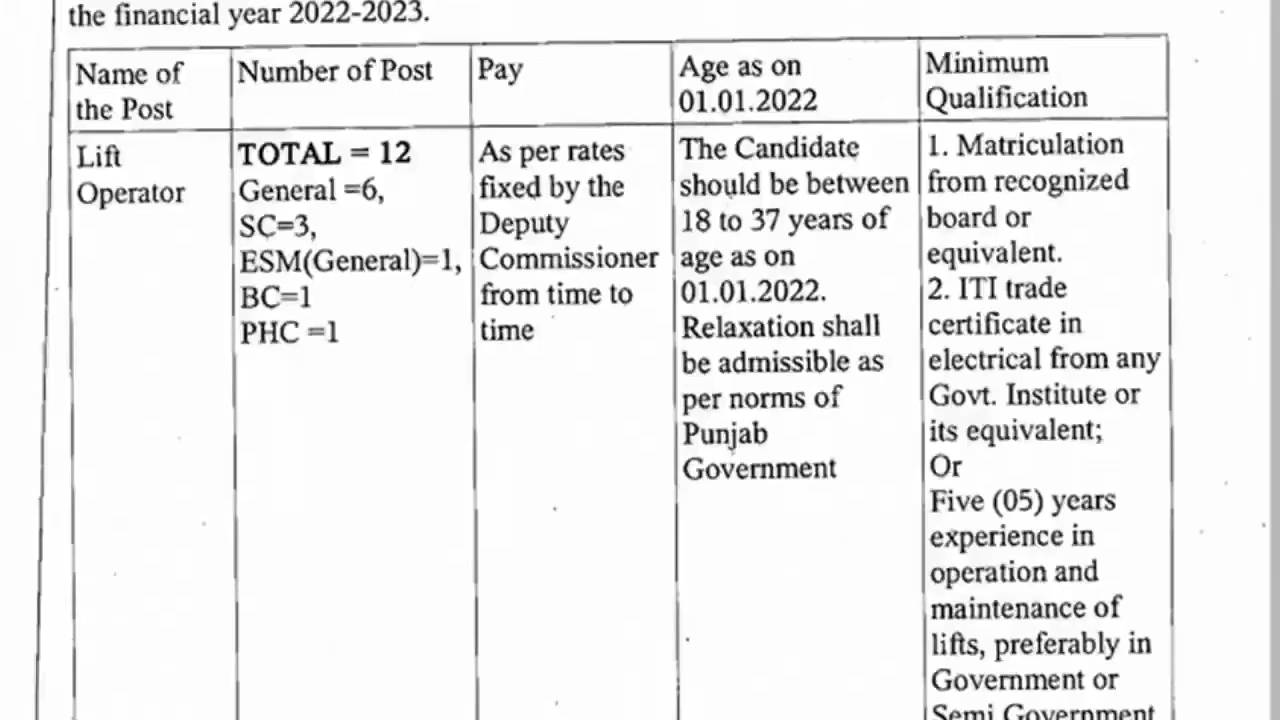 the financial year 2022-2023.
Name of
the Post
Number of Post
Pay
Age as on
01.01.2022
Minimum
Qualification
Lift
Operator
TOTAL = 12
General =6,
SC=3,
ESM(General)=1,
BC=1
PHC =1
As per rates
fixed by the
Deputy
Commissioner
from time to
time
The Candidate
should be between
18 to 37 years of
age as on
01.01.2022.
Relaxation shall
be admissible as
per norms of
Punjab
Government
1. Matriculation
from recognized
board or
equivalent.
2. ITI trade
certificate in
electrical from any
Govt. Institute or
its equivalent;
Or
Five (05) years
experience in
operation and
maintenance of
lifts, preferably in
Government or
Semi Government